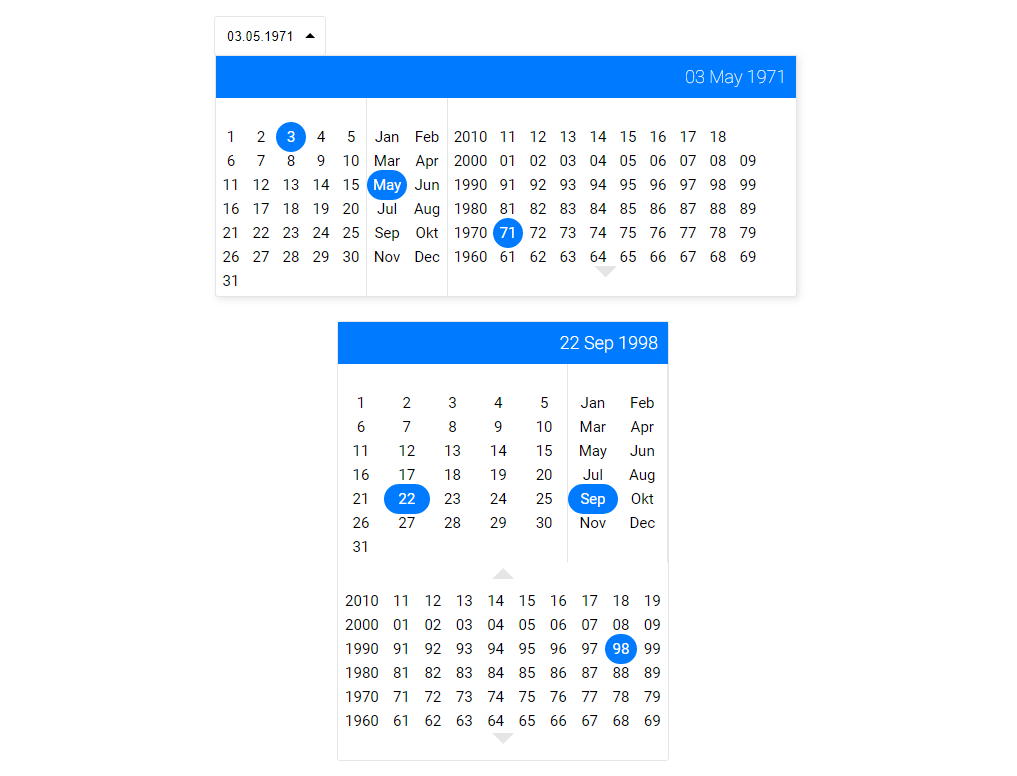 03.05.1971
03 May 1971
1 2 3 4 5 Jan Feb 2010 11 12 13 14 15 16 17 18
6 7 8 9 10 Mar Apr 2000 01 02 03 04 05 06 07 08 09
11 12 13 14 15 May Jun 1990 91 92 93 94 95 96 97 98 99
16 17 18 19 20 Jul Aug 1980 81 82 83 84 85 86 87 88 89
21 22 23 24 25 Sep Okt 1970 71 72 73 74 75 76 77 78 79
26 27 28 29 30 Nov Dec 1960 61 62 63 64 65 66 67 68 69
31
22 Sep 1998
1 2 3 4 5 Jan Feb
6 7 8 9 10 Mar Apr
11 12 13 14 15 May Jun
16 17 18 19 20 Jul Aug
21 22 23 24 25 Sep Okt
26 27 28 29 30 Nov Dec
31
2010 11 12 13 14 15 16 17 18 19
2000 01 02 03 04 05 06 07 08 09
1990 91 92 93 94 95 96 97 98 99
1980 81 82 83 84 85 86 87 88 89
1970 71 72 73 74 75 76 77 78 79
1960 61 62 63 64 65 66 67 68 69